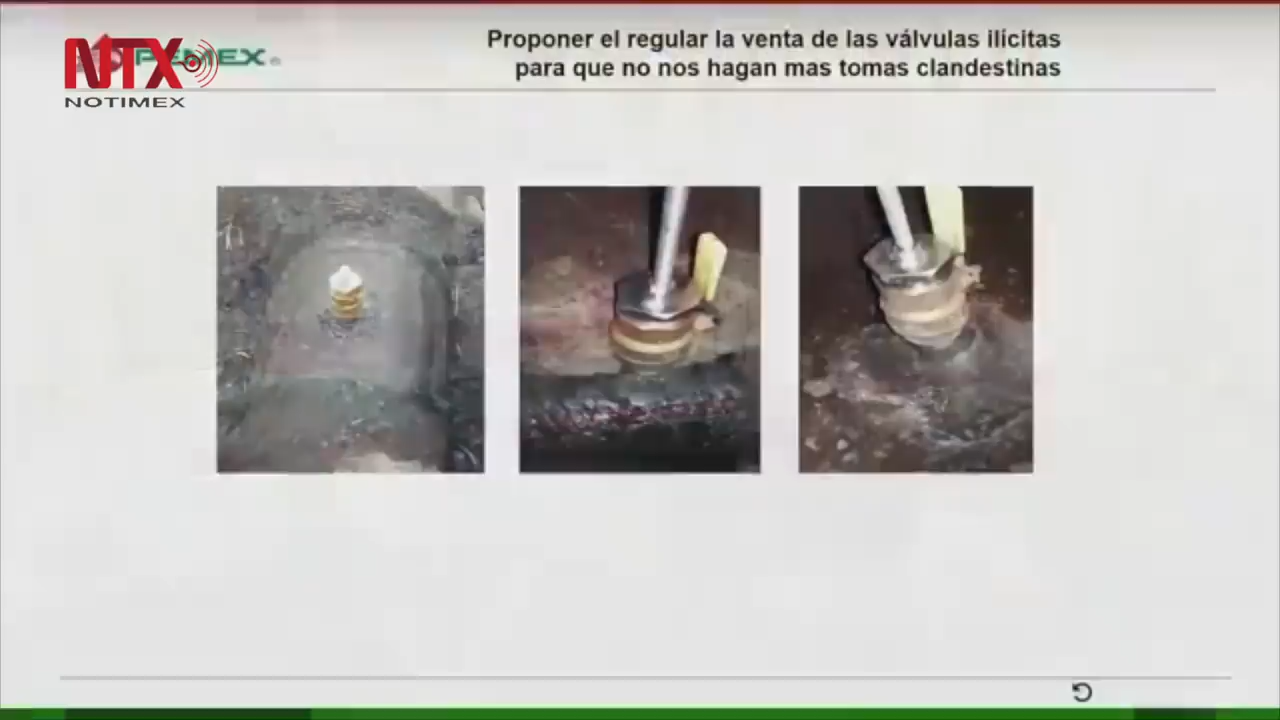 NTX
PEMEX®
NOTIMEX
Proponer el regular la venta de las válvulas ilícitas
para que no nos hagan mas tomas clandestinas